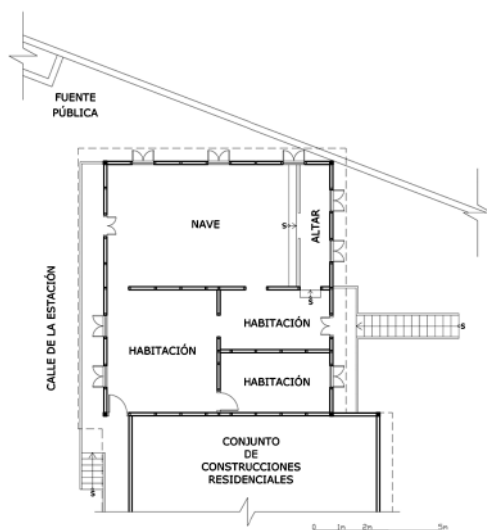 FUENTE
PÚBLICA
NAVE
S
ALTAR
S
CALLE DE LA ESTACIÓN
HABITACIÓN
HABITACIÓN
HABITACIÓN
S
CONJUNTO
DE
CONSTRUCCIONES
RESIDENCIALES
S
0 1m 2m 5m